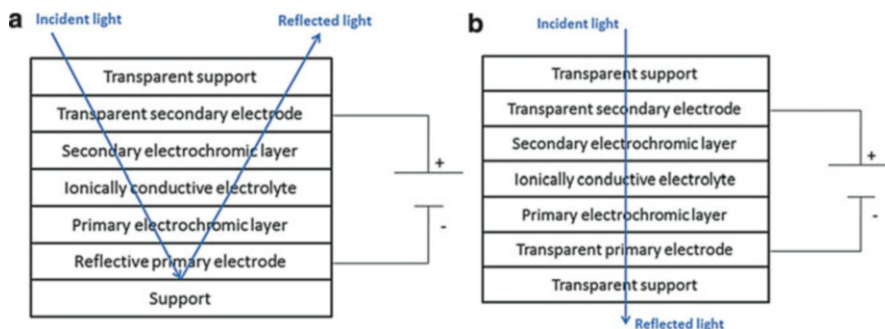 a
Incident light
Reflected light
Transparent support
Transparent secondary electrode
Secondary electrochromic layer
Ionically conductive electrolyte
Primary electrochromic layer
Reflective primary electrode
Support
+
-
b
Incident light
Transparent support
Transparent secondary electrode
Secondary electrochromic layer
Ionically conductive electrolyte
Primary electrochromic layer
Transparent primary electrode
Transparent support
+
-
Reflected light